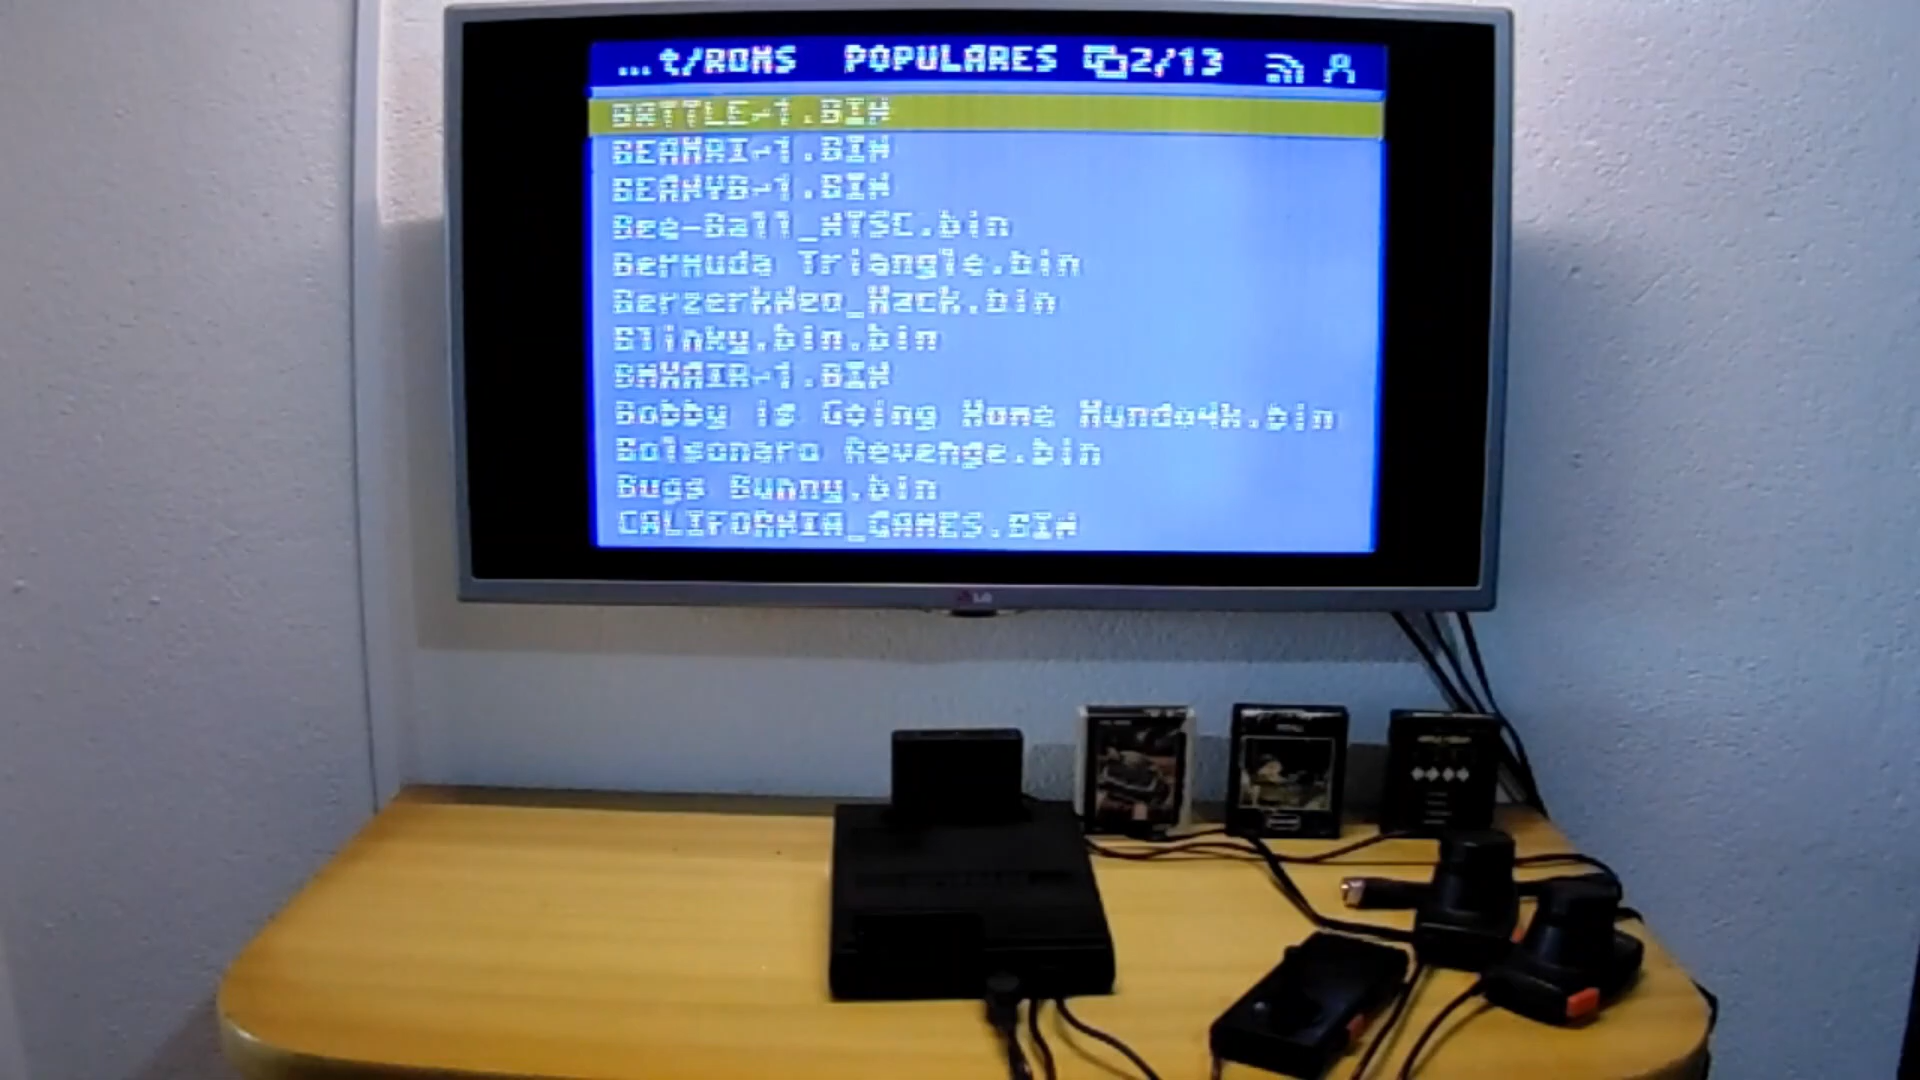 ...t/ROMS POPULARES 2/13
BATTLE~1.BIN
BEAMRI~1.BIN
BEANYB~1.BIN
Bee-Ball_NTSC.bin
Bermuda Triangle.bin
BerzerkNeo_Hack.bin
Blinky.bin.bin
BMXAIR~1.BIN
Bobby is Going Home Mundo4k.bin
Bolsonaro Revenge.bin
Bugs Bunny.bin
CALIFORNIA_GAMES.BIN
LG